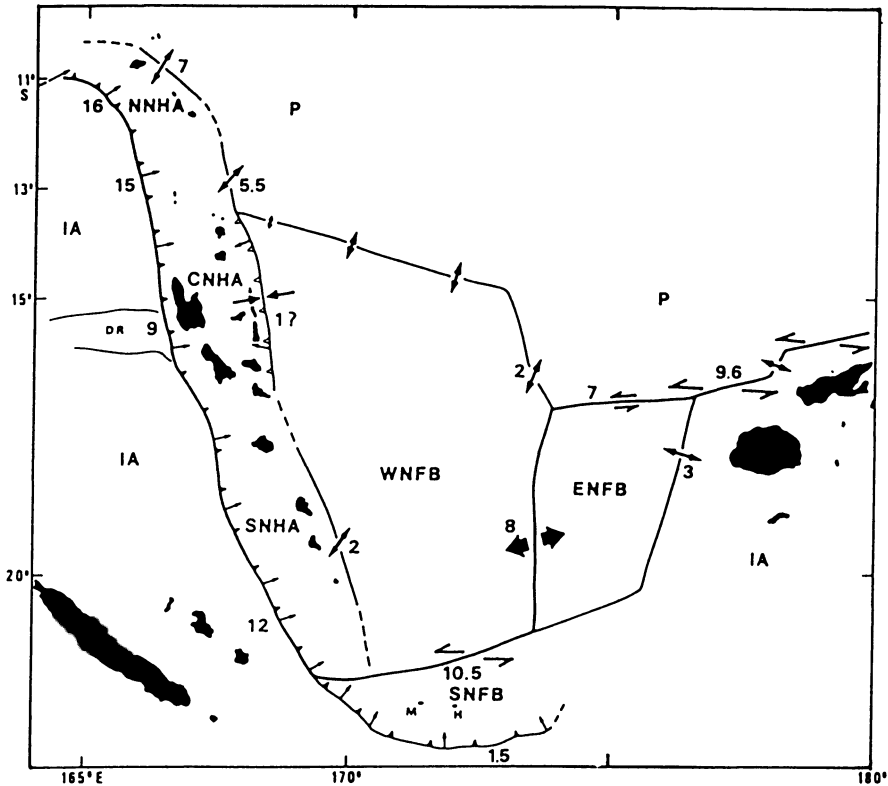 7
11°
S
16
NNHA
P
15
5.5
13°
IA
CNHA
P
15°
1?
DR
9
2
7
9.6
IA
WNFB
3
ENFB
8
SNHA
2
IA
20°
12
10.5
SNFB
M
H
1.5
165°E
170°
180°